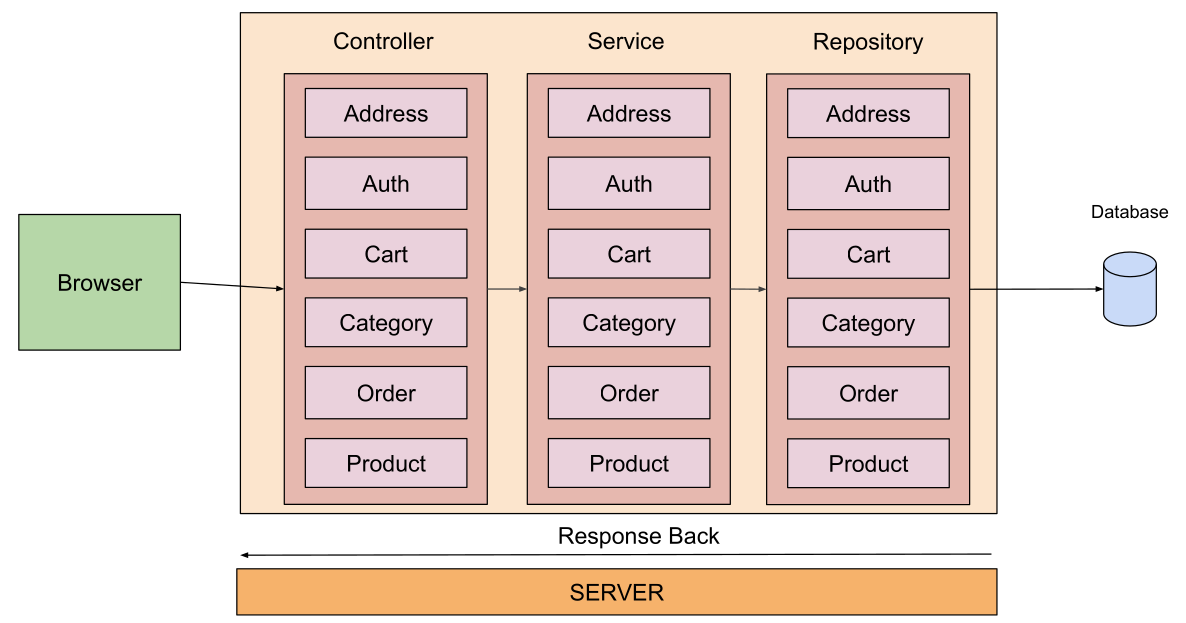 Controller
Service
Repository
Address
Address
Address
Auth
Auth
Auth
Database
Browser
Cart
Cart
Cart
Category
Category
Category
Order
Order
Order
Product
Product
Product
Response Back
SERVER